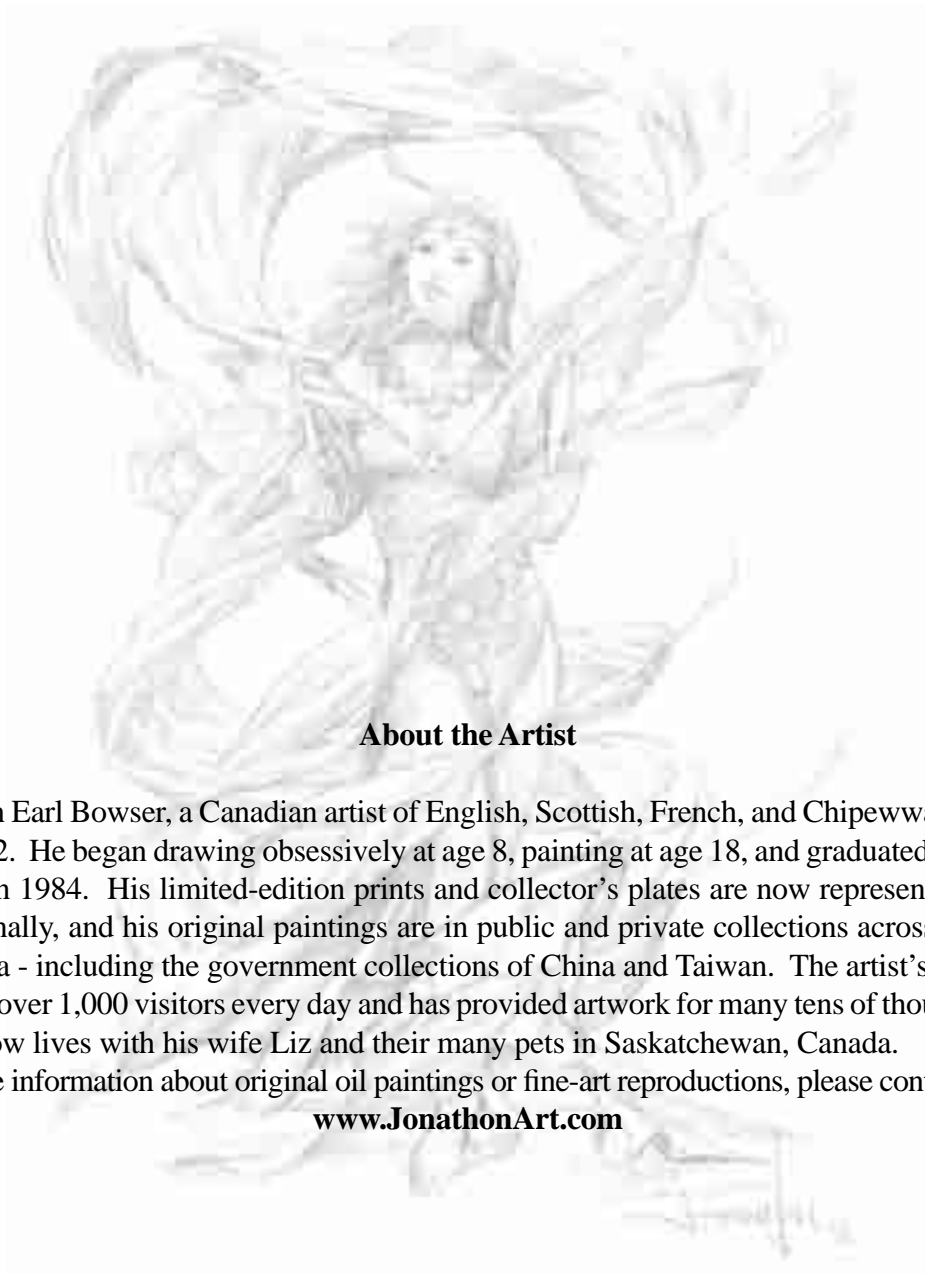 About the Artist
n Earl Bowser, a Canadian artist of English, Scottish, French, and Chipewwa
2. He began drawing obsessively at age 8, painting at age 18, and graduated
n 1984. His limited-edition prints and collector’s plates are now represen
nally, and his original paintings are in public and private collections across
a - including the government collections of China and Taiwan. The artist’s
over 1,000 visitors every day and has provided artwork for many tens of thou
ow lives with his wife Liz and their many pets in Saskatchewan, Canada.
e information about original oil paintings or fine-art reproductions, please con
www.JonathonArt.com